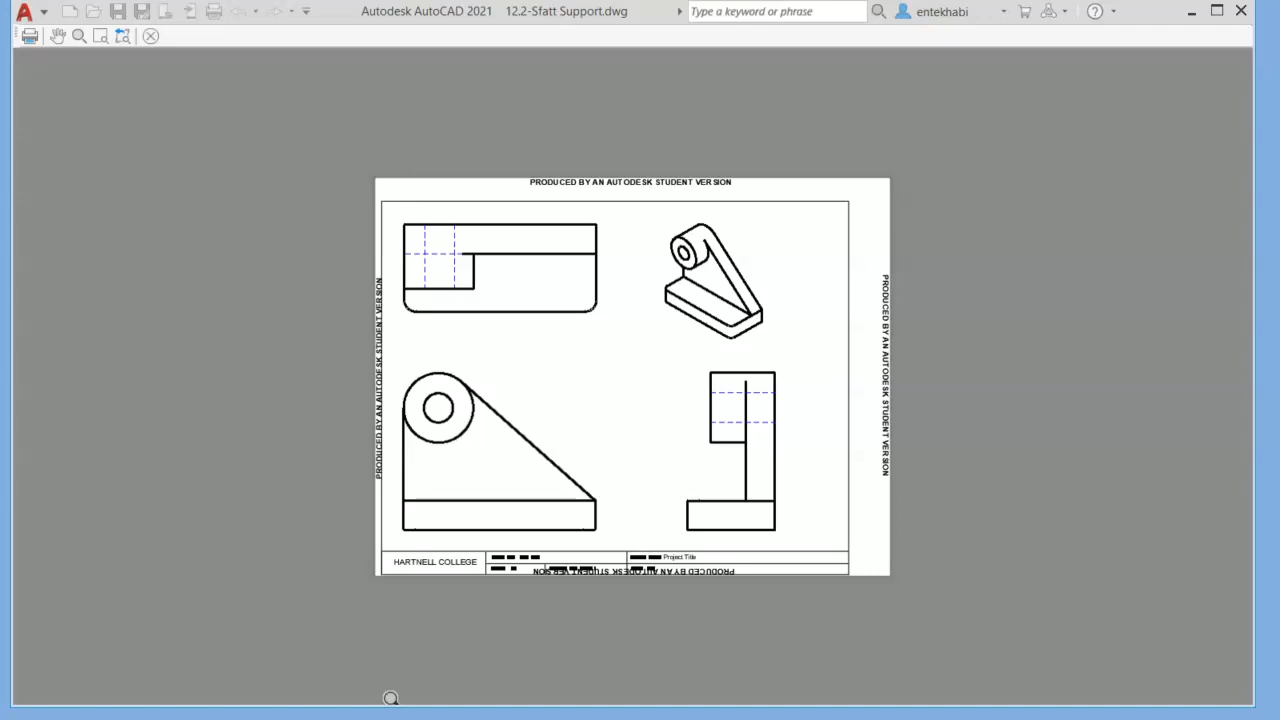 Autodesk AutoCAD 2021 12.2-Sfatt Support.dwg
Type a keyword or phrase
entekhabi
PRODUCED BY AN AUTODESK STUDENT VERSION
PRODUCED BY AN AUTODESK STUDENT VERSION
PRODUCED BY AN AUTODESK STUDENT VERSION
HARTNELL COLLEGE
Project Title
PRODUCED BY AN AUTODESK STUDENT VERSION